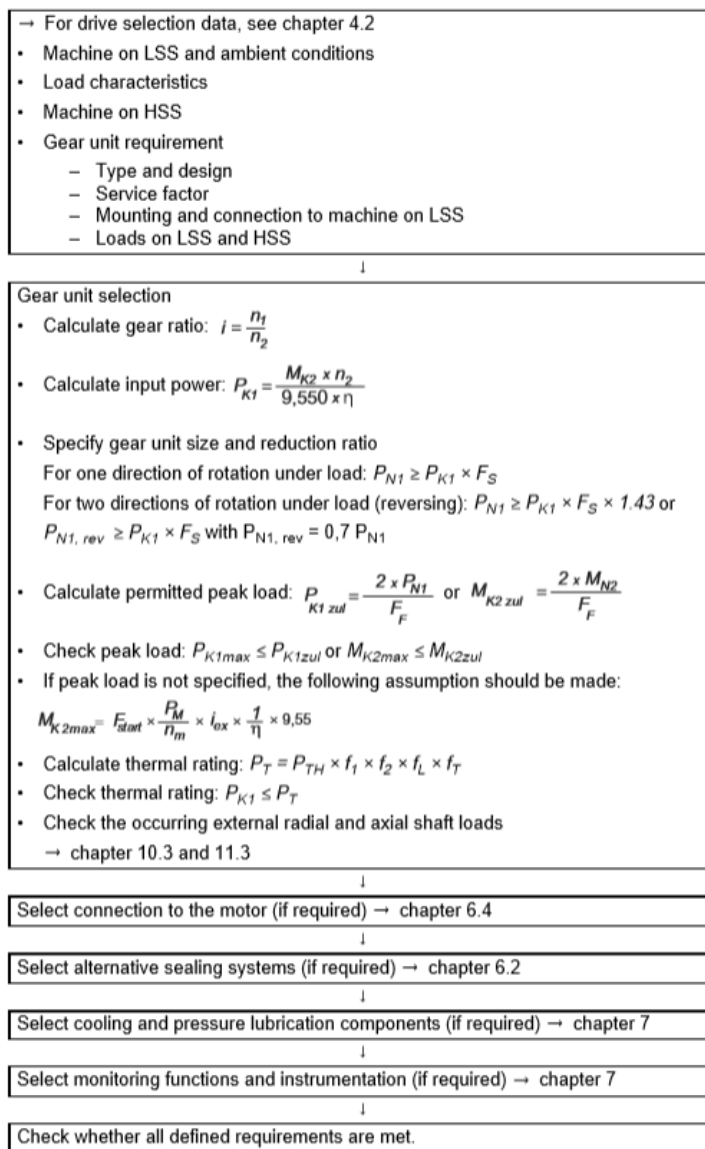 → For drive selection data, see chapter 4.2
• Machine on LSS and ambient conditions
• Load characteristics
• Machine on HSS
• Gear unit requirement
– Type and design
– Service factor
– Mounting and connection to machine on LSS
– Loads on LSS and HSS
↓
Gear unit selection
• Calculate gear ratio: i = n1 / n2
• Calculate input power: PK1 = MK2 x n2 / 9,550 x η
• Specify gear unit size and reduction ratio
For one direction of rotation under load: PN1 ≥ PK1 × FS
For two directions of rotation under load (reversing): PN1 ≥ PK1 × FS × 1.43 or
PN1, rev ≥ PK1 × FS with PN1, rev = 0,7 PN1
• Calculate permitted peak load: PK1 zul = 2 x PN1 / FF or MK2 zul = 2 x MN2 / FF
• Check peak load: PK1max ≤ PK1zul or MK2max ≤ MK2zul
• If peak load is not specified, the following assumption should be made:
MK2max= Fstart × PM / nm × iex × 1 / η × 9,55
• Calculate thermal rating: PT = PTH × f1 × f2 × fL × fT
• Check thermal rating: PK1 ≤ PT
• Check the occurring external radial and axial shaft loads
→ chapter 10.3 and 11.3
↓
Select connection to the motor (if required) → chapter 6.4
↓
Select alternative sealing systems (if required) → chapter 6.2
↓
Select cooling and pressure lubrication components (if required) → chapter 7
↓
Select monitoring functions and instrumentation (if required) → chapter 7
↓
Check whether all defined requirements are met.